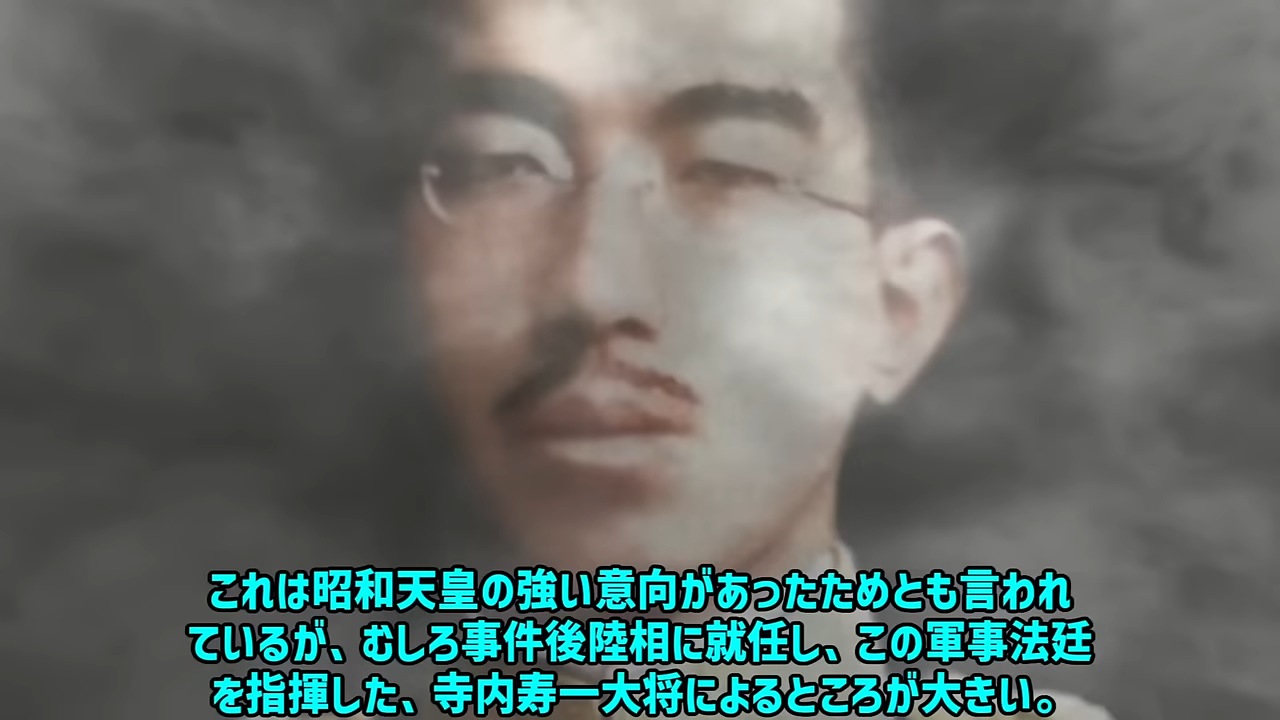 これは昭和天皇の強い意向があったためとも言われ
ているが、むしろ事件後陸相に就任し、この軍事法廷
を指揮した、寺内寿一大将によるところが大きい。